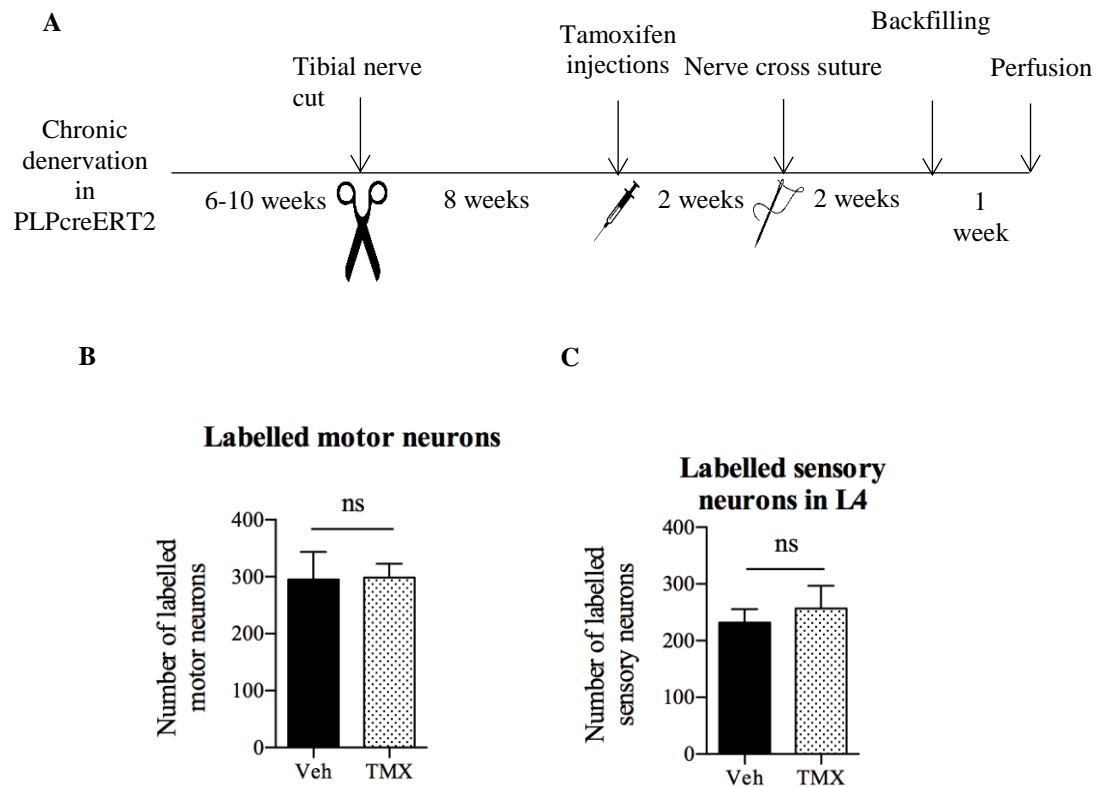 A
Tibial nerve
cut
Tamoxifen
injections
Nerve cross suture
Backfilling
Perfusion
Chronic
denervation
in
PLPcreERT2
6-10 weeks
8 weeks
2 weeks
2 weeks
1
week
B
Labelled motor neurons
Number of labelled
motor neurons
400
300
200
100
0
ns
Veh
TMX
C
Labelled sensory
neurons in L4
Number of labelled
sensory neurons
400
300
200
100
0
ns
Veh
TMX